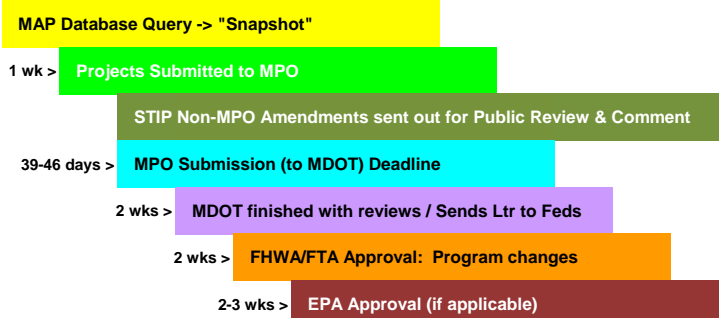 MAP Database Query -> "Snapshot"
1 wk > Projects Submitted to MPO
STIP Non-MPO Amendments sent out for Public Review & Comment
39-46 days > MPO Submission (to MDOT) Deadline
2 wks > MDOT finished with reviews / Sends Ltr to Feds
2 wks > FHWA/FTA Approval: Program changes
2-3 wks > EPA Approval (if applicable)